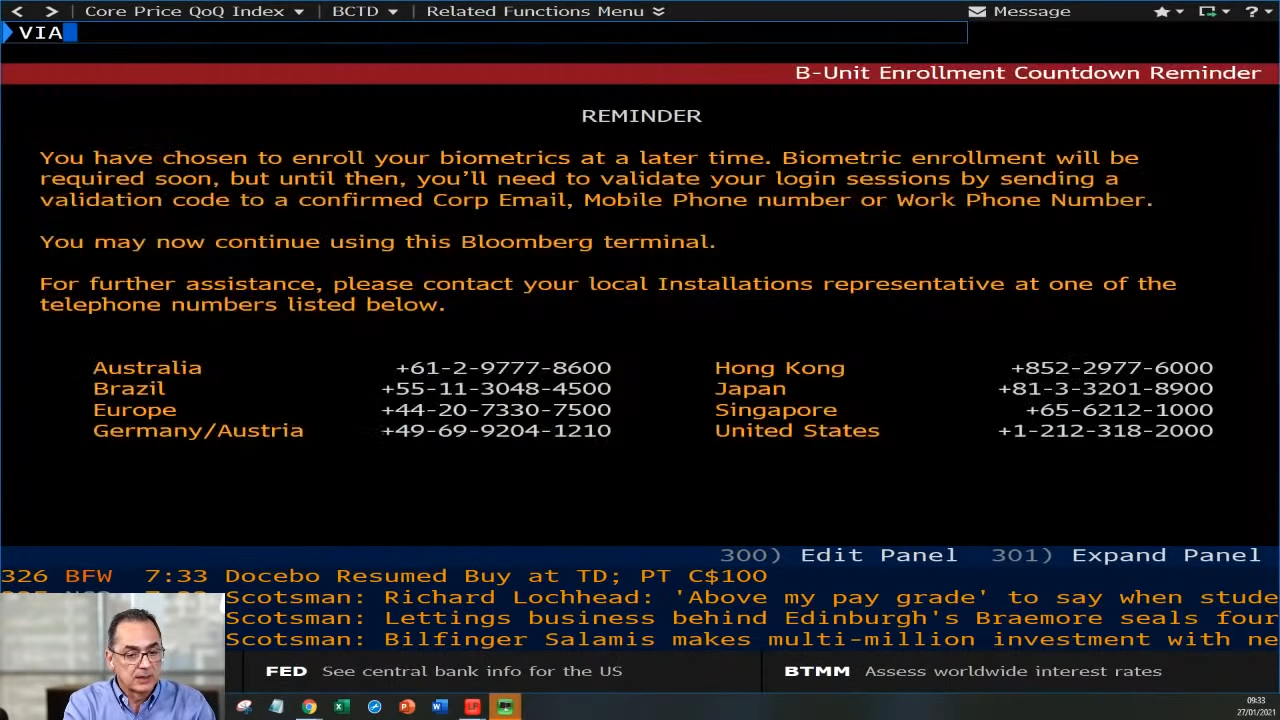 < > Core Price QoQ Index BCTD Related Functions Menu Message ?
VIA
B-Unit Enrollment Countdown Reminder
REMINDER
You have chosen to enroll your biometrics at a later time. Biometric enrollment will be
required soon, but until then, you'll need to validate your login sessions by sending a
validation code to a confirmed Corp Email, Mobile Phone number or Work Phone Number.
You may now continue using this Bloomberg terminal.
For further assistance, please contact your local Installations representative at one of the
telephone numbers listed below.
Australia +61-2-9777-8600 Hong Kong +852-2977-6000
Brazil +55-11-3048-4500 Japan +81-3-3201-8900
Europe +44-20-7330-7500 Singapore +65-6212-1000
Germany/Austria +49-69-9204-1210 United States +1-212-318-2000
300) Edit Panel 301) Expand Panel
326 BFW 7:33 Docebo Resumed Buy at TD; PT C$100
Scotsman: Richard Lochhead: 'Above my pay grade' to say when stude
Scotsman: Lettings business behind Edinburgh's Braemore seals four
Scotsman: Bilfinger Salamis makes multi-million investment with ne
FED See central bank info for the US BTMM Assess worldwide interest rates
09:33
27/01/2021